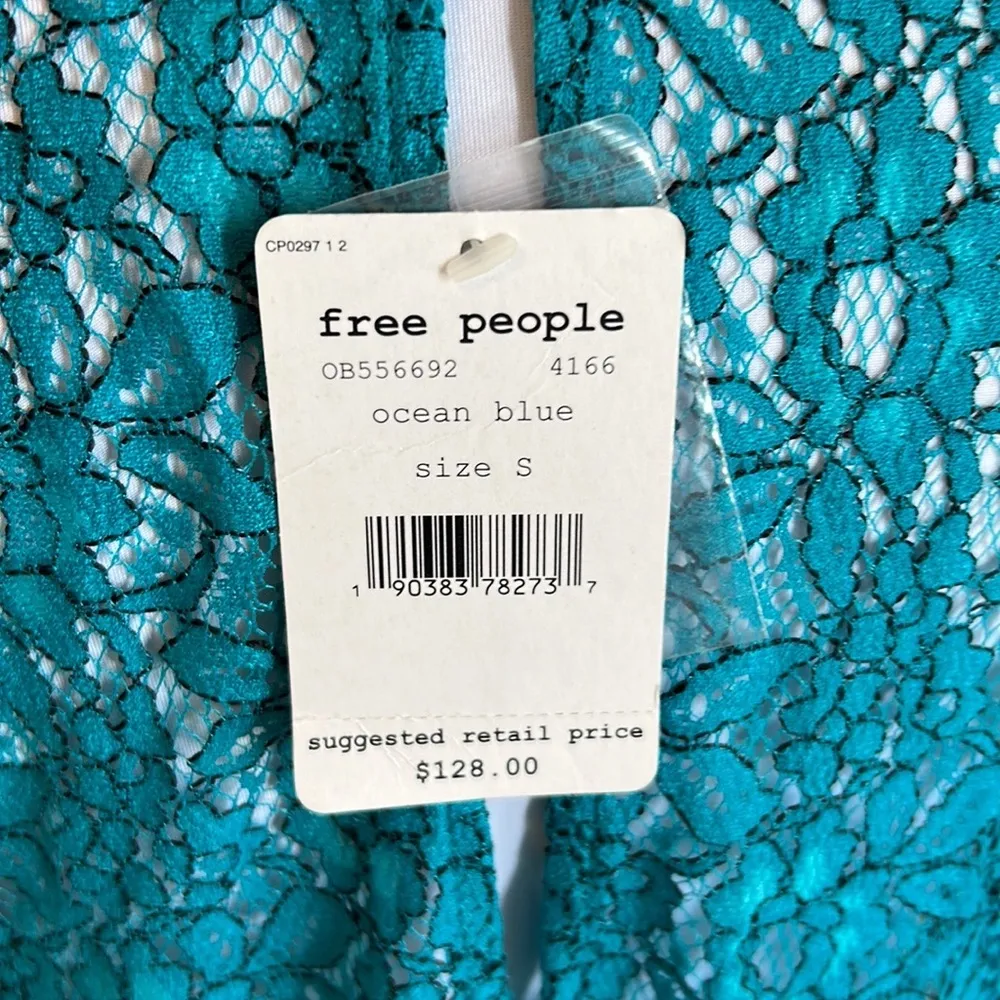 CP0297 1 2
free people
OB556692 4166
ocean blue
size S
1 90383 78273 7
suggested retail price
$128.00